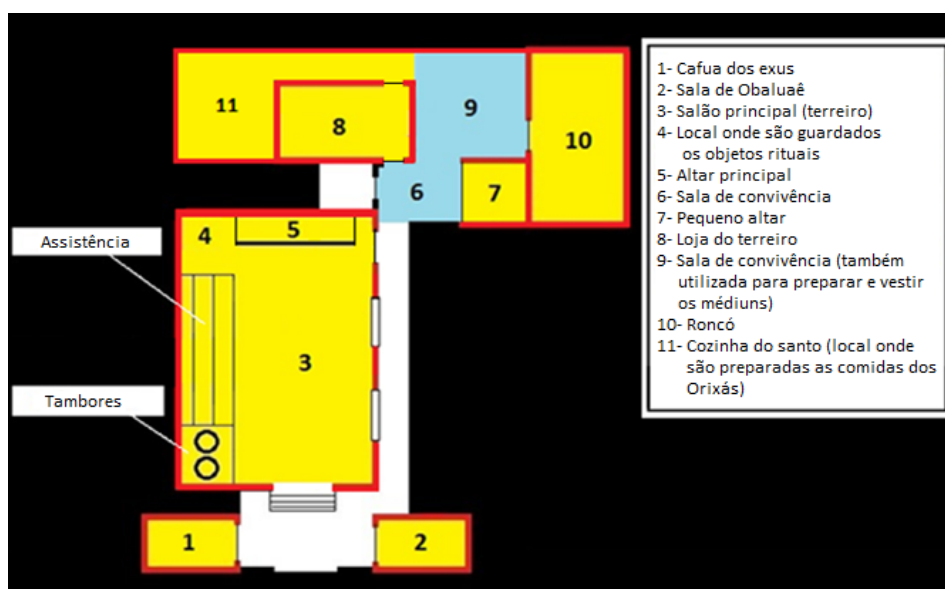 11
8
9
10
6
7
4
5
Assistência
3
Tambores
1
2
1- Cafua dos exus
2- Sala de Obaluaê
3- Salão principal (terreiro)
4- Local onde são guardados
os objetos rituais
5- Altar principal
6- Sala de convivência
7- Pequeno altar
8- Loja do terreiro
9- Sala de convivência (também
utilizada para preparar e vestir
os médiuns)
10- Roncó
11- Cozinha do santo (local onde
são preparadas as comidas dos
Orixás)